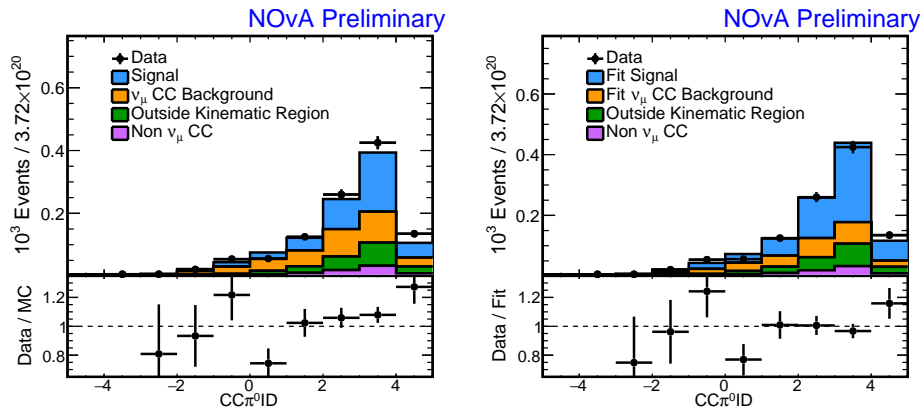 NOvA Preliminary
Data
Signal
νμ CC Background
Outside Kinematic Region
Non νμ CC
10³ Events / 3.72×10²⁰
0.6
0.4
0.2
Data / MC
1.2
1
0.8
−4 −2 0 2 4
CCπ⁰ID
NOvA Preliminary
Data
Fit Signal
Fit νμ CC Background
Outside Kinematic Region
Non νμ CC
10³ Events / 3.72×10²⁰
0.6
0.4
0.2
Data / Fit
1.2
1
0.8
−4 −2 0 2 4
CCπ⁰ID